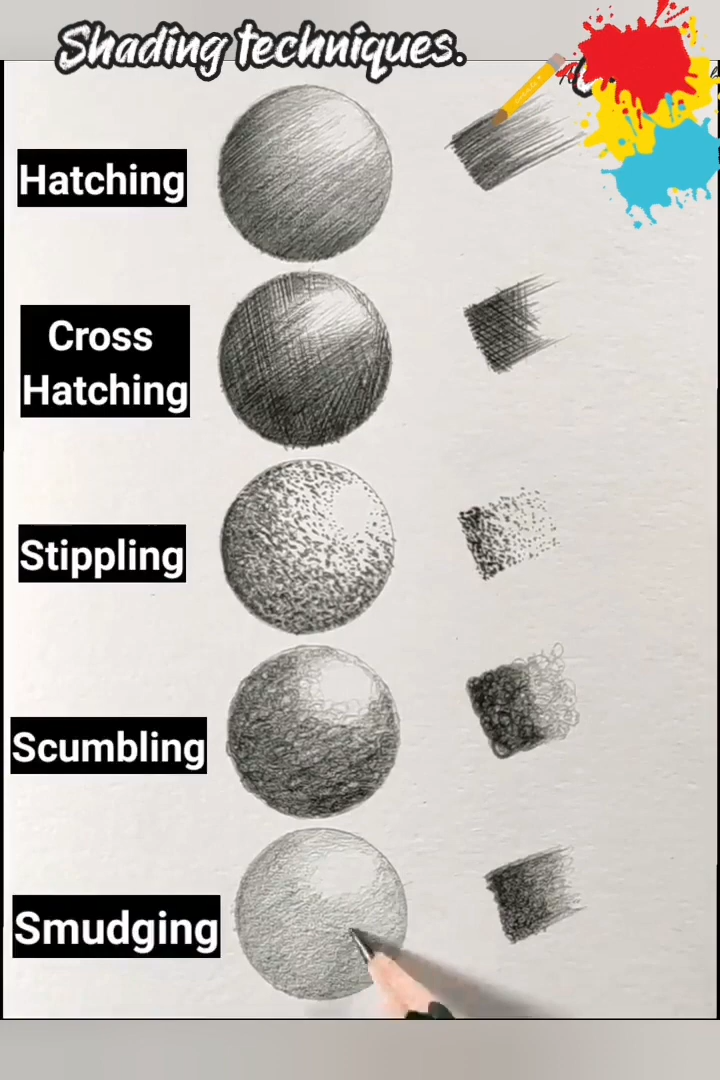 Shading techniques.
Hatching
Cross
Hatching
Stippling
Scumbling
Smudging